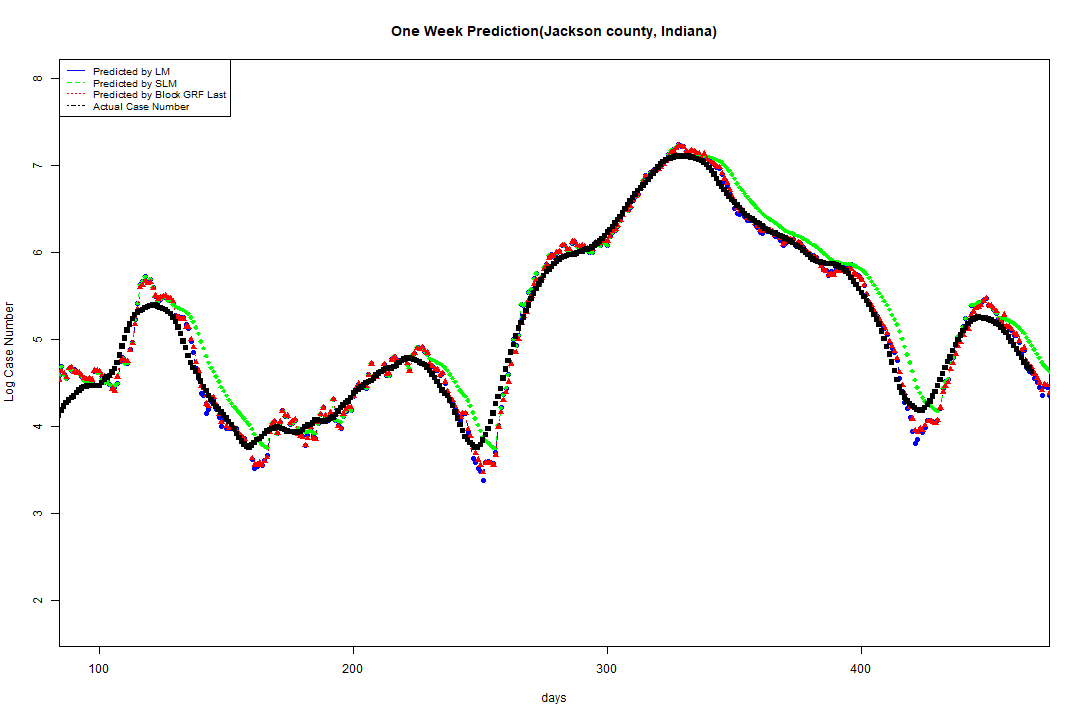 One Week Prediction(Jackson county, Indiana)
Predicted by LM
Predicted by SLM
Predicted by Block GRF Last
Actual Case Number
Log Case Number
8
7
6
5
4
3
2
100 200 300 400
days